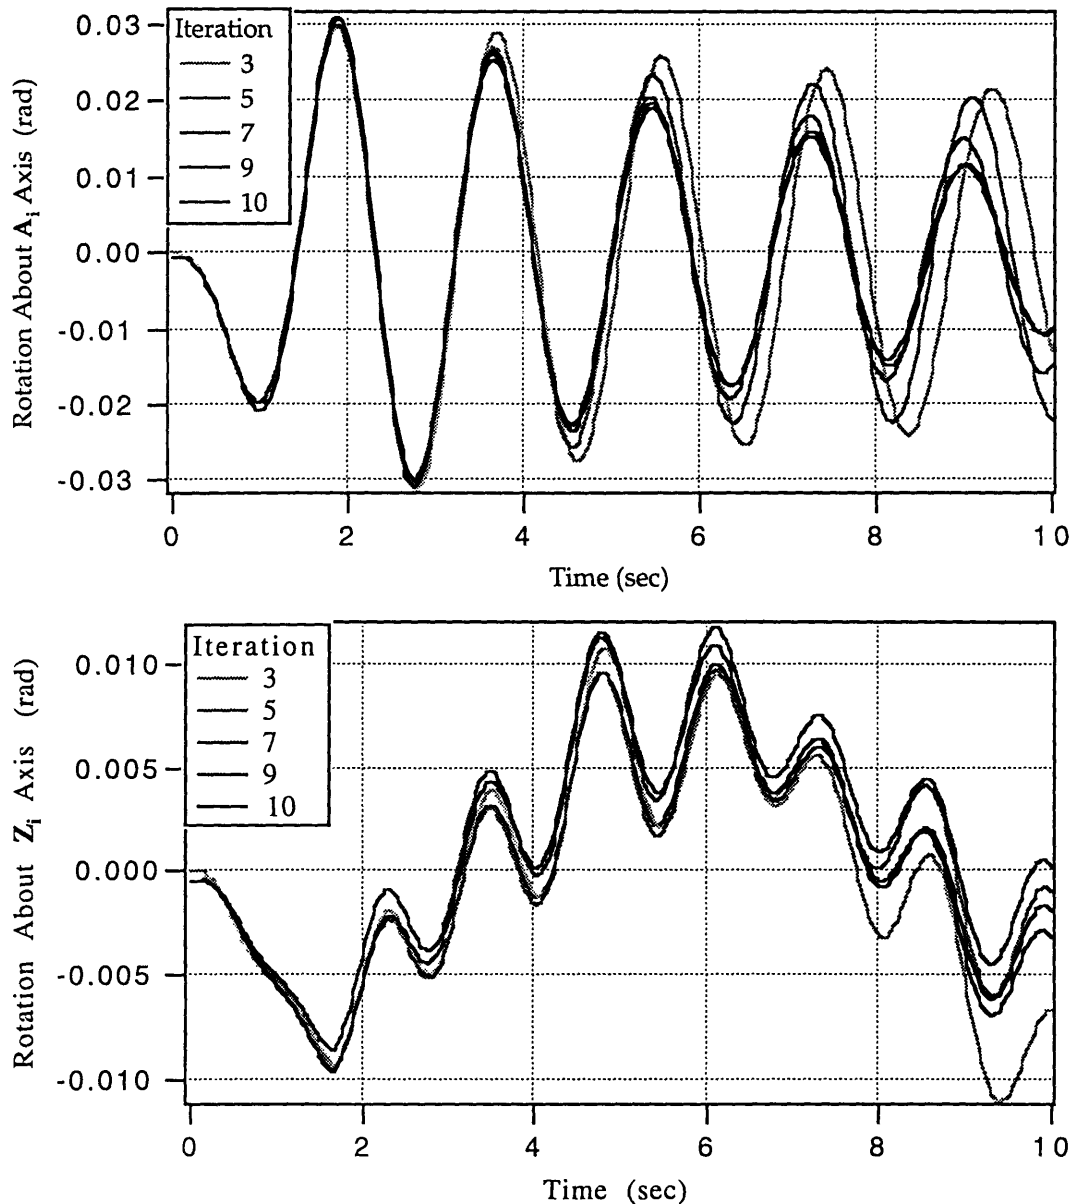 Rotation About Ai Axis (rad)
0.03
0.02
0.01
0.00
-0.01
-0.02
-0.03
Iteration
3
5
7
9
10
0 2 4 6 8 10
Time (sec)
Rotation About Zi Axis (rad)
0.010
0.005
0.000
-0.005
-0.010
Iteration
3
5
7
9
10
0 2 4 6 8 10
Time (sec)